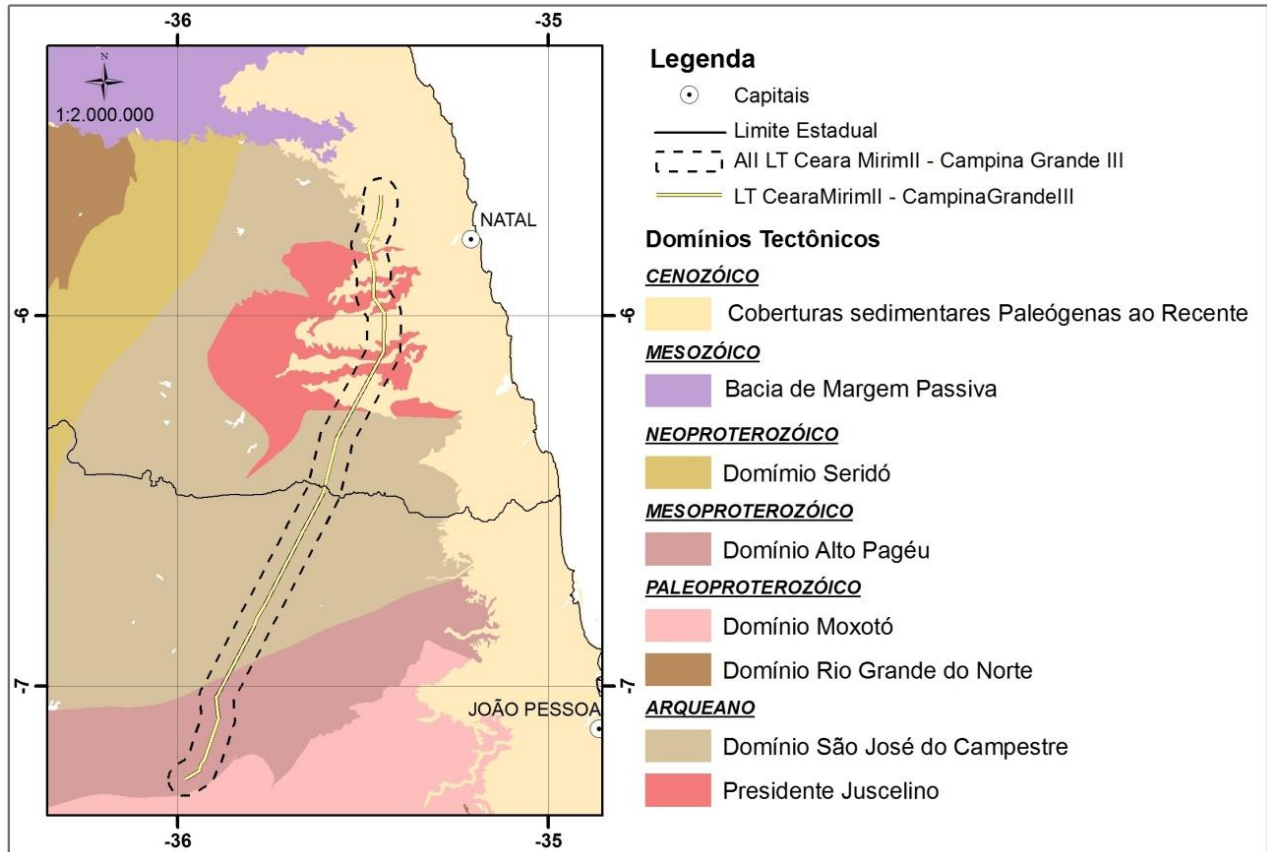 -36
-35
N
1:2.000.000
NATAL
-6
-6
-7
-7
JOÃO PESSOA
-36
-35
Legenda
Capitais
Limite Estadual
AII LT Ceara MirimII - Campina Grande III
LT CearaMirimII - CampinaGrandeIII
Domínios Tectônicos
CENOZÓICO
Coberturas sedimentares Paleógenas ao Recente
MESOZÓICO
Bacia de Margem Passiva
NEOPROTEROZÓICO
Domímio Seridó
MESOPROTEROZÓICO
Domínio Alto Pagéu
PALEOPROTEROZÓICO
Domínio Moxotó
Domínio Rio Grande do Norte
ARQUEANO
Domínio São José do Campestre
Presidente Juscelino